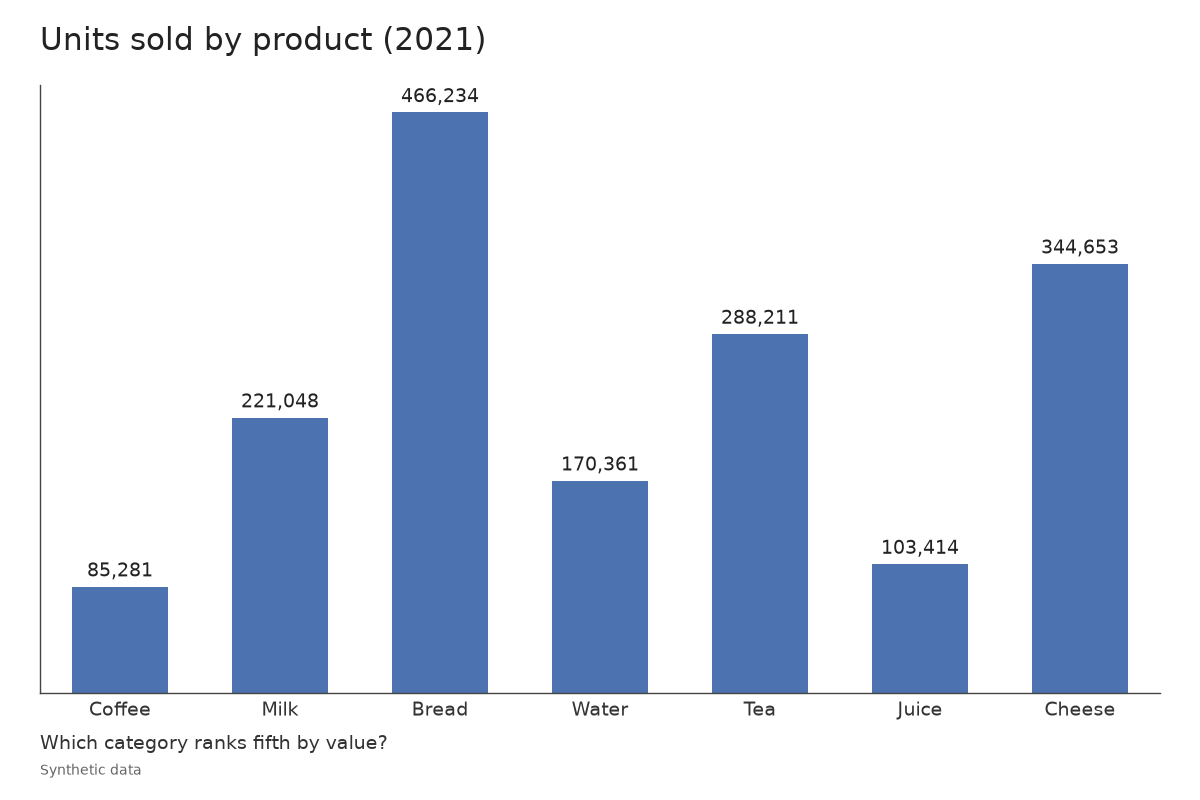 Units sold by product (2021)
466,234
344,653
288,211
221,048
170,361
103,414
85,281
Coffee Milk Bread Water Tea Juice Cheese
Which category ranks fifth by value?
Synthetic data